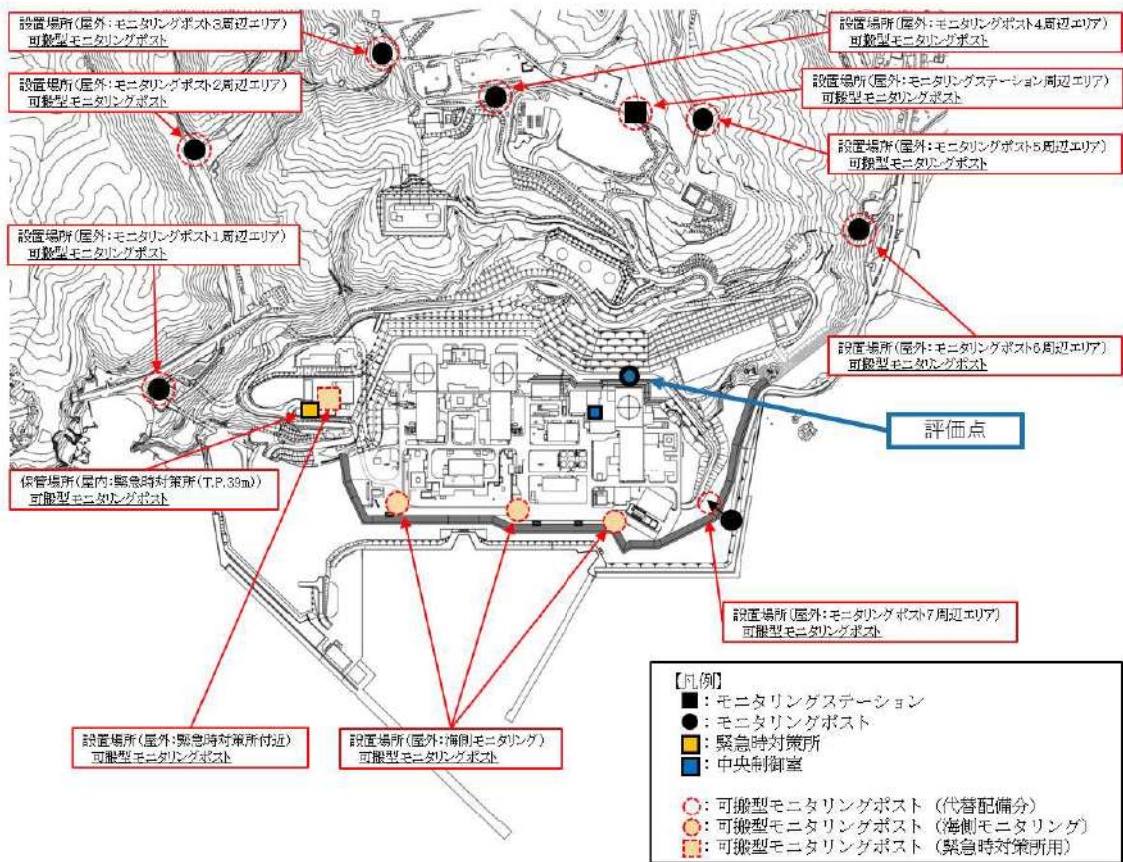 設置場所(屋外：モニタリングポスト3周辺エリア)
可搬型モニタリングポスト
設置場所(屋外：モニタリングポスト4周辺エリア)
可搬型モニタリングポスト
設置場所(屋外：モニタリングポスト2周辺エリア)
可搬型モニタリングポスト
設置場所(屋外：モニタリングステーション周辺エリア)
可搬型モニタリングポスト
設置場所(屋外：モニタリングポスト5周辺エリア)
可搬型モニタリングポスト
設置場所(屋外：モニタリングポスト1周辺エリア)
可搬型モニタリングポスト
設置場所(屋外：モニタリングポスト6周辺エリア)
可搬型モニタリングポスト
評価点
保管場所(屋内：緊急時対策所(T.P.39m))
可搬型モニタリングポスト
設置場所(屋外：モニタリングポスト7周辺エリア)
可搬型モニタリングポスト
設置場所(屋外：緊急時対策所付近)
可搬型モニタリングポスト
設置場所(屋外：海側モニタリング)
可搬型モニタリングポスト
【凡例】
：モニタリングステーション
：モニタリングポスト
：緊急時対策所
：中央制御室
：可搬型モニタリングポスト（代替配備分）
：可搬型モニタリングポスト（海側モニタリング）
：可搬型モニタリングポスト（緊急時対策所用）